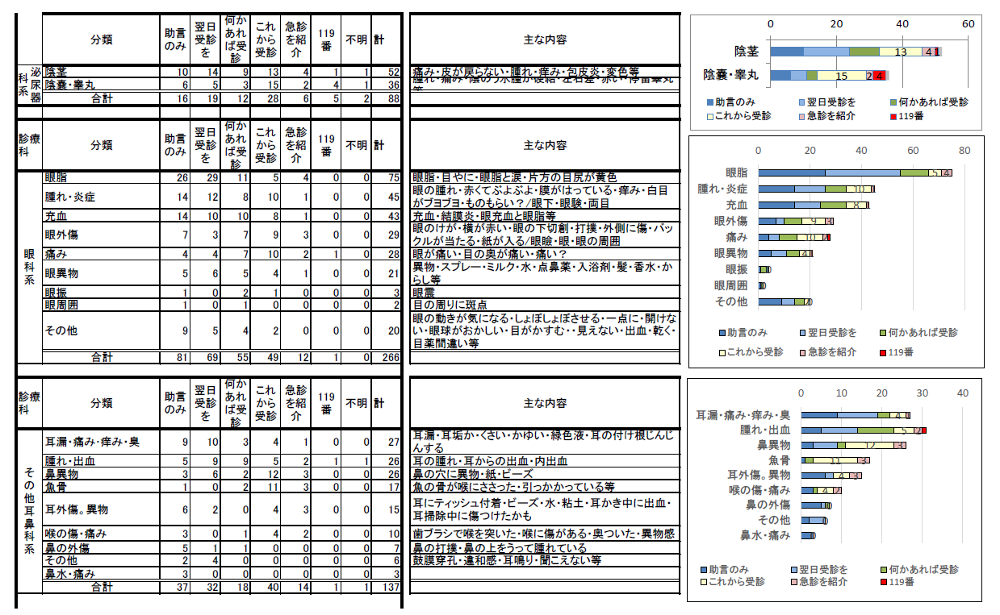 分類 助言のみ 翌日受診を 何かあれば受診 これから受診 急診を紹介 119番 不明 計 主な内容
泌尿器科系
陰茎 10 14 9 13 4 1 1 52 痛み・皮が戻らない・腫れ・痒み・包皮炎・変色等
陰嚢・睾丸 6 5 3 15 2 4 1 36
合計 16 19 12 28 6 5 2 88
0 20 40 60
陰茎 13 4 1
陰嚢・睾丸 15 2 4
助言のみ 翌日受診を 何かあれば受診
これから受診 急診を紹介 119番
診療科 分類 助言のみ 翌日受診を 何かあれば受診 これから受診 急診を紹介 119番 不明 計 主な内容
眼科系
眼脂 26 29 11 5 4 0 0 75 眼脂・目やに・眼脂と涙・片方の目尻が黄色
腫れ・炎症 14 12 8 10 1 0 0 45 眼の腫れ・赤くてぶよぶよ・膜がはっている・痒み・白目
がブヨブヨ・ものもらい?/眼下・眼験・両目
充血 14 10 10 8 1 0 0 43 充血・結膜炎・眼充血と眼脂等
眼外傷 7 3 7 9 3 0 0 29 眼のけが・横が赤い・眼の下切創・打撲・外側に傷・バッ
クルが当たる・紙が入る/眼瞼・眼・眼の周囲
痛み 4 4 7 10 2 1 0 28 眼が痛い・目の奥が痛い・痛い?
眼異物 5 6 5 4 1 0 0 21 異物・スプレー・ミルク・水・点鼻薬・入浴剤・髪・香水・か
らし等
眼振 1 0 2 1 0 0 0 3 眼震
眼周囲 1 0 1 0 0 0 0 2 目の周りに斑点
その他 9 5 4 2 0 0 0 20 眼の動きが気になる・しょぼしょぼさせる・一点に・開けな
い・眼球がおかしい・目がかすむ・・見えない・出血・乾く・
目薬間違い等
合計 81 69 55 49 12 1 0 266
0 20 40 60 80
眼脂 5 4
腫れ・炎症 10
充血 8
眼外傷 9 3
痛み 10 2
眼異物 4
眼振 0
眼周囲 0
その他 0
助言のみ 翌日受診を 何かあれば受診
これから受診 急診を紹介 119番
診療科 分類 助言のみ 翌日受診を 何かあれば受診 これから受診 急診を紹介 119番 不明 計 主な内容
その他耳鼻科系
耳漏・痛み・痒み・臭 9 10 3 4 1 0 0 27 耳漏・耳垢か・くさい・かゆい・緑色液・耳の付け根じんじ
んする
腫れ・出血 5 9 9 5 2 1 1 26 耳の腫れ・耳からの出血・内出血
鼻異物 3 6 2 12 3 0 0 26 鼻の穴に異物・紙・ビーズ
魚骨 1 0 2 11 3 0 0 17 魚の骨が喉にささった・引っかかっている等
耳外傷。異物 6 2 0 4 3 0 0 15 耳にティッシュ付着・ビーズ・水・粘土・耳かき中に出血・
耳掃除中に傷つけたかも
喉の傷・痛み 3 0 1 4 2 0 0 10 歯ブラシで喉を突いた・喉に傷がある・奥ついた・異物感
鼻の外傷 5 1 1 0 0 0 0 7 鼻の打撲・鼻の上をうって腫れている
その他 2 4 0 0 0 0 0 6 鼓膜穿孔・違和感・耳鳴り・聞こえない等
鼻水・痛み 3 0 0 0 0 0 0 3
合計 37 32 18 40 14 1 1 137
0 10 20 30 40
耳漏・痛み・痒み・臭 4 0
腫れ・出血 5 2
鼻異物 12 3
魚骨 11 3
耳外傷。異物 4 3
喉の傷・痛み 4 2
鼻の外傷 0
その他 0
鼻水・痛み 0
助言のみ 翌日受診を 何かあれば受診
これから受診 急診を紹介 119番